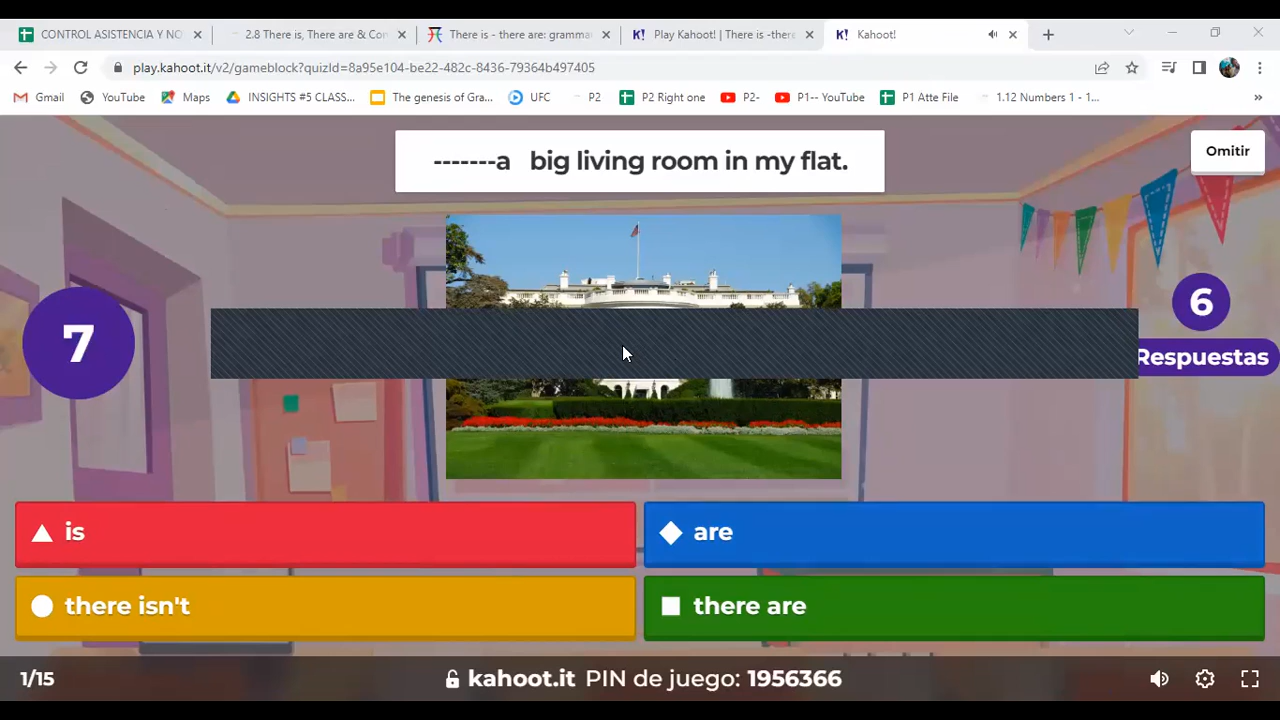 CONTROL ASISTENCIA Y NO
2.8 There is, There are & Con
There is - there are: gramma
Play Kahoot! | There is -there
Kahoot!
play.kahoot.it/v2/gameblock?quizId=8a95e104-be22-482c-8436-79364b497405
Gmail
YouTube
Maps
INSIGHTS #5 CLASS...
The genesis of Gra...
UFC
P2
P2 Right one
P2-
P1-- YouTube
P1 Atte File
1.12 Numbers 1 - 1...
-------a big living room in my flat.
Omitir
7
6
Respuestas
is
are
there isn't
there are
1/15
kahoot.it PIN de juego: 1956366